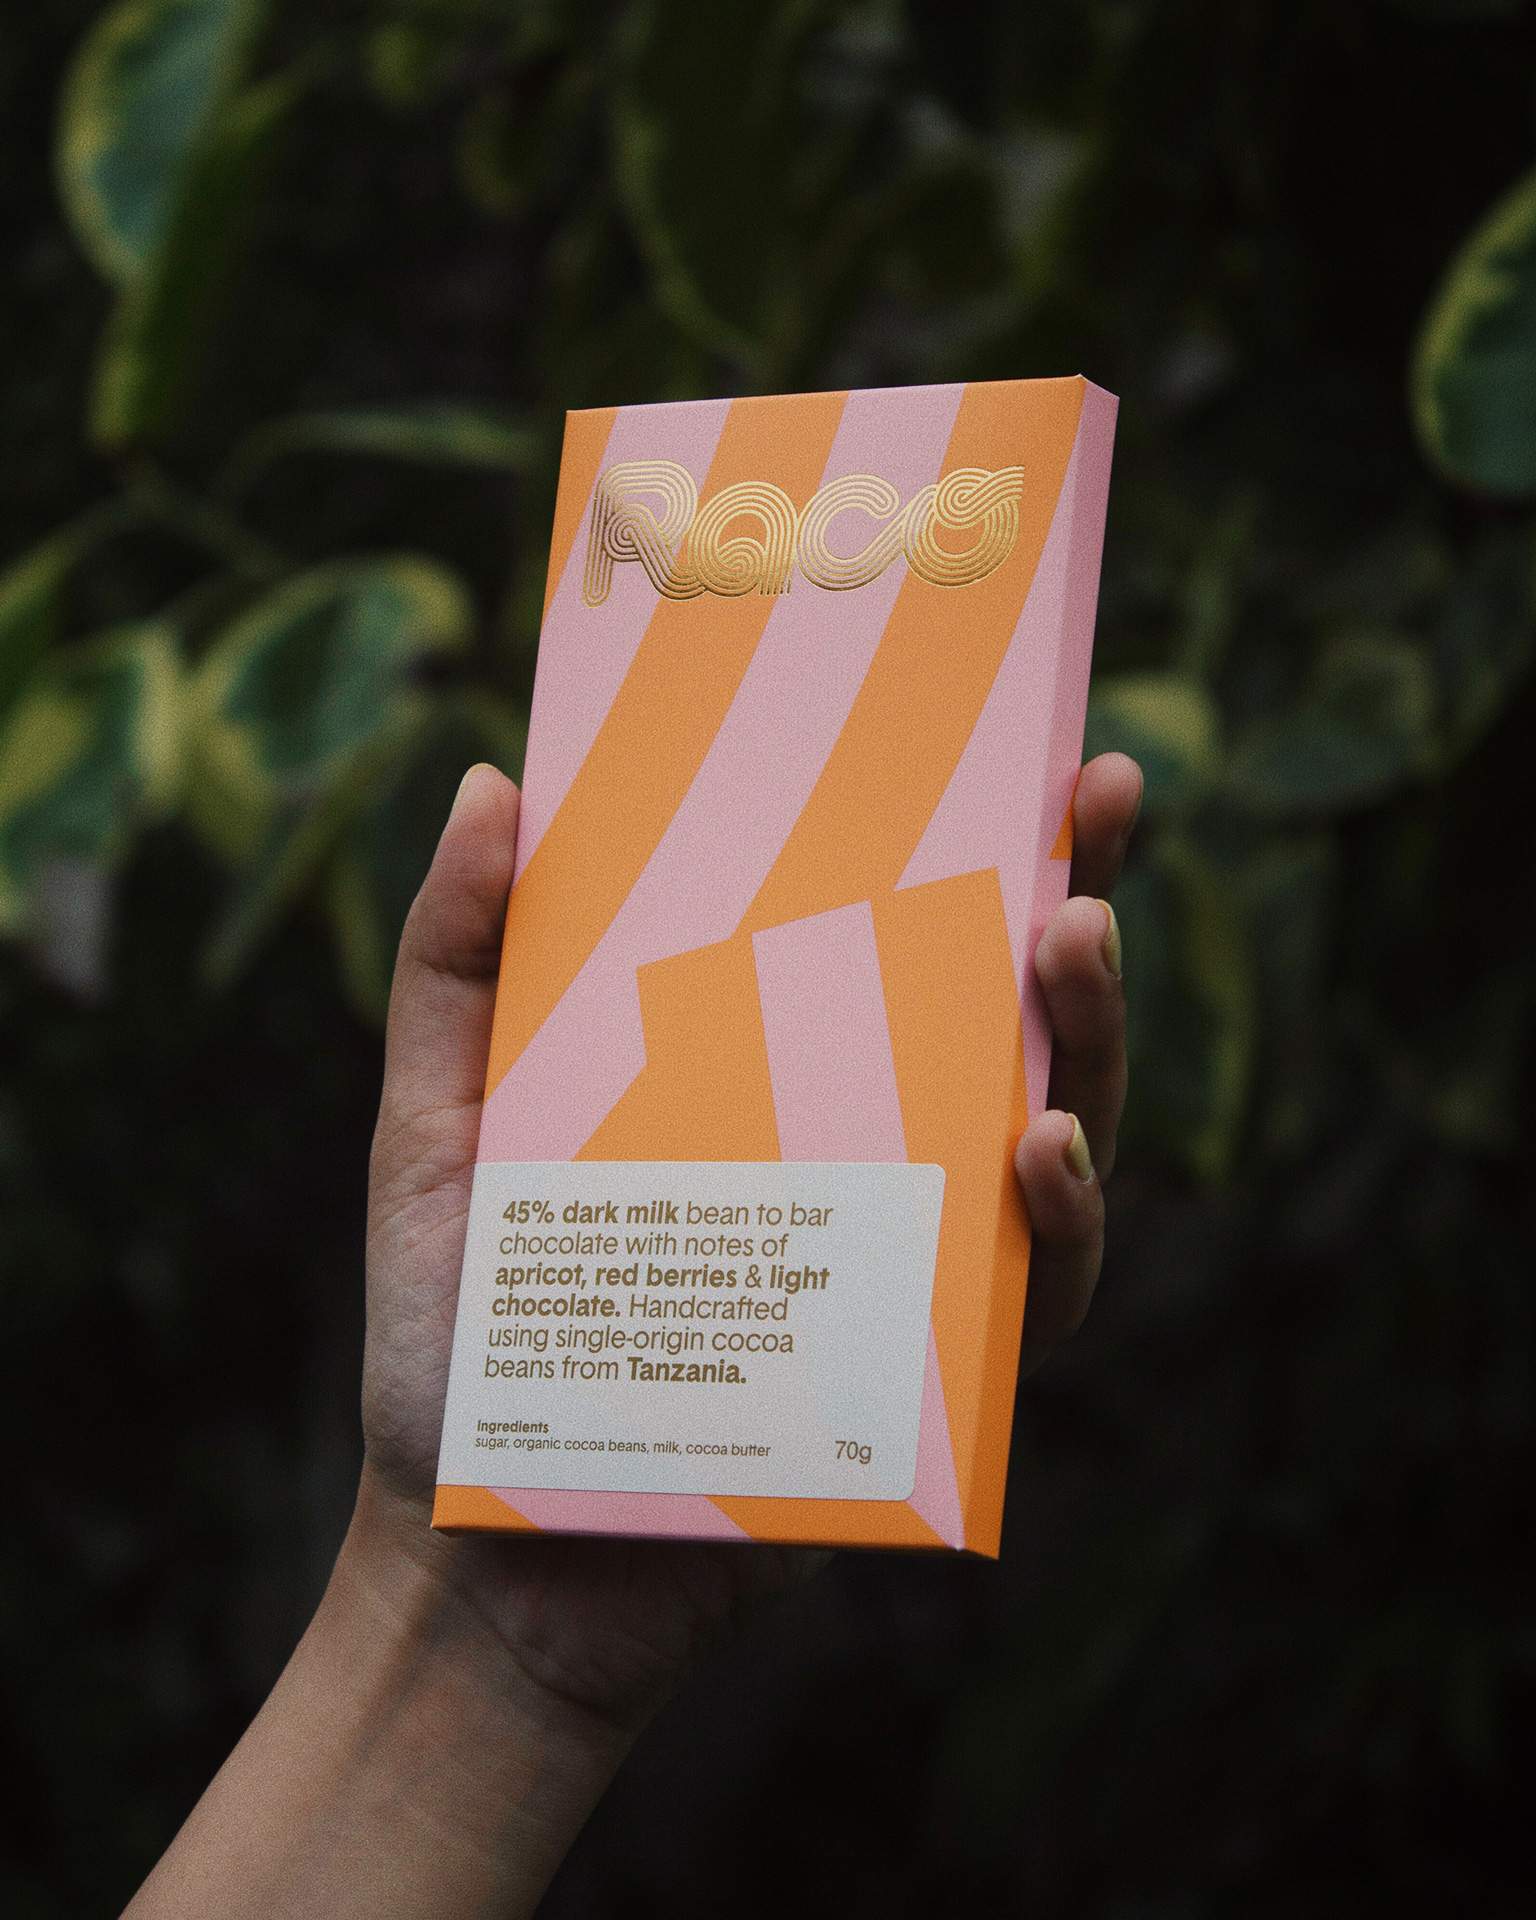 Raco
45% dark milk bean to bar
chocolate with notes of
apricot, red berries & light
chocolate. Handcrafted
using single-origin cocoa
beans from Tanzania.
Ingredients
sugar, organic cocoa beans, milk, cocoa butter
70g